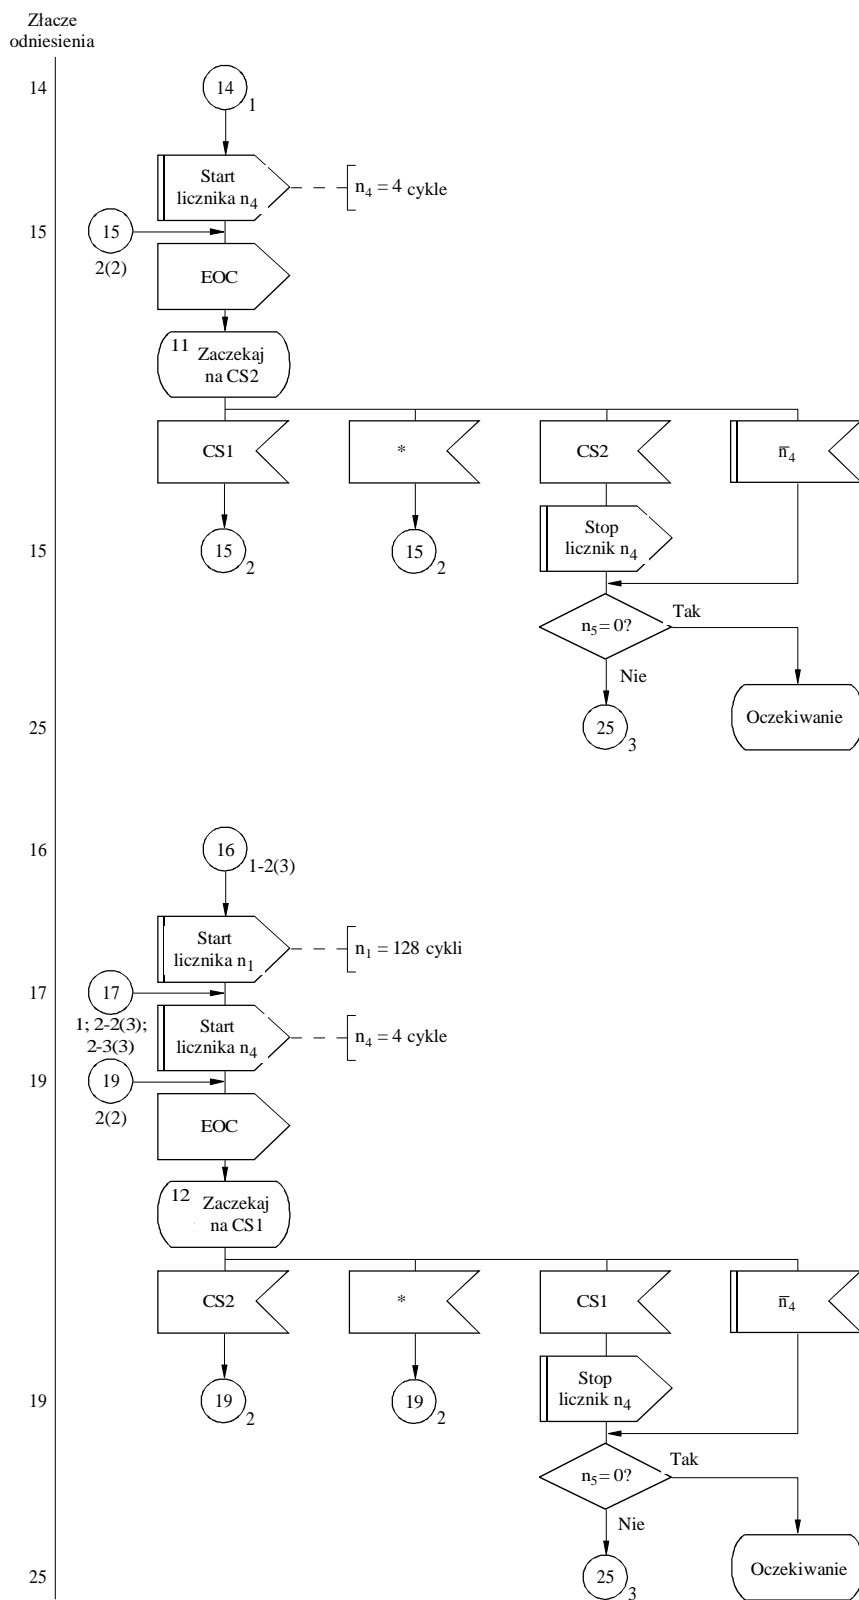 Złacze
odniesienia
14
14
1
Start
licznika n4
n4 = 4 cykle
15
15
2(2)
EOC
11 Zaczekaj
na CS2
CS1
*
CS2
n̅4
15
15
2
15
2
Stop
licznik n4
n5 = 0?
Tak
Nie
Oczekiwanie
25
25
3
16
16
1-2(3)
Start
licznika n1
n1 = 128 cykli
17
17
1; 2-2(3);
2-3(3)
Start
licznika n4
n4 = 4 cykle
19
19
2(2)
EOC
12 Zaczekaj
na CS1
CS2
*
CS1
n̅4
19
19
2
19
2
Stop
licznik n4
n5 = 0?
Tak
Nie
Oczekiwanie
25
25
3